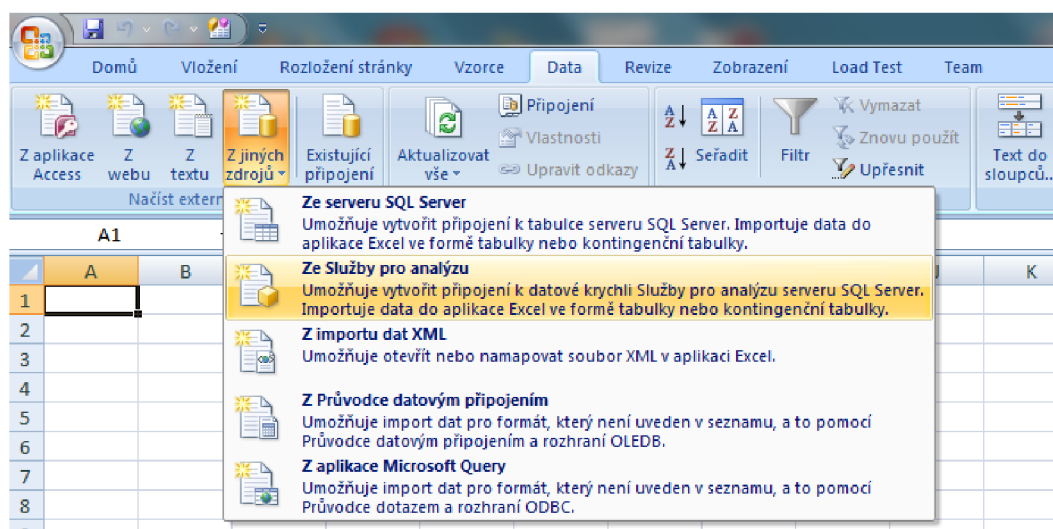 Domů Vložení Rozložení stránky Vzorce Data Revize Zobrazení Load Test Team
Z aplikace Access
Z webu
Z textu
Z jiných zdrojů
Existující připojení
Načíst extern
Aktualizovat vše
Připojení
Vlastnosti
Upravit odkazy
A Z
Z A
A Z
Z A
Seřadit
Filtr
Vymazat
Znovu použít
Upřesnit
Text do sloupců...
Ze serveru SQL Server
Umožňuje vytvořit připojení k tabulce serveru SQL Server. Importuje data do
aplikace Excel ve formě tabulky nebo kontingenční tabulky.
Ze Služby pro analýzu
Umožňuje vytvořit připojení k datové krychli Služby pro analýzu serveru SQL Server.
Importuje data do aplikace Excel ve formě tabulky nebo kontingenční tabulky.
Z importu dat XML
Umožňuje otevřít nebo namapovat soubor XML v aplikaci Excel.
Z Průvodce datovým připojením
Umožňuje import dat pro formát, který není uveden v seznamu, a to pomocí
Průvodce datovým připojením a rozhraní OLEDB.
Z aplikace Microsoft Query
Umožňuje import dat pro formát, který není uveden v seznamu, a to pomocí
Průvodce dotazem a rozhraní ODBC.
A1
A B K
1
2
3
4
5
6
7
8